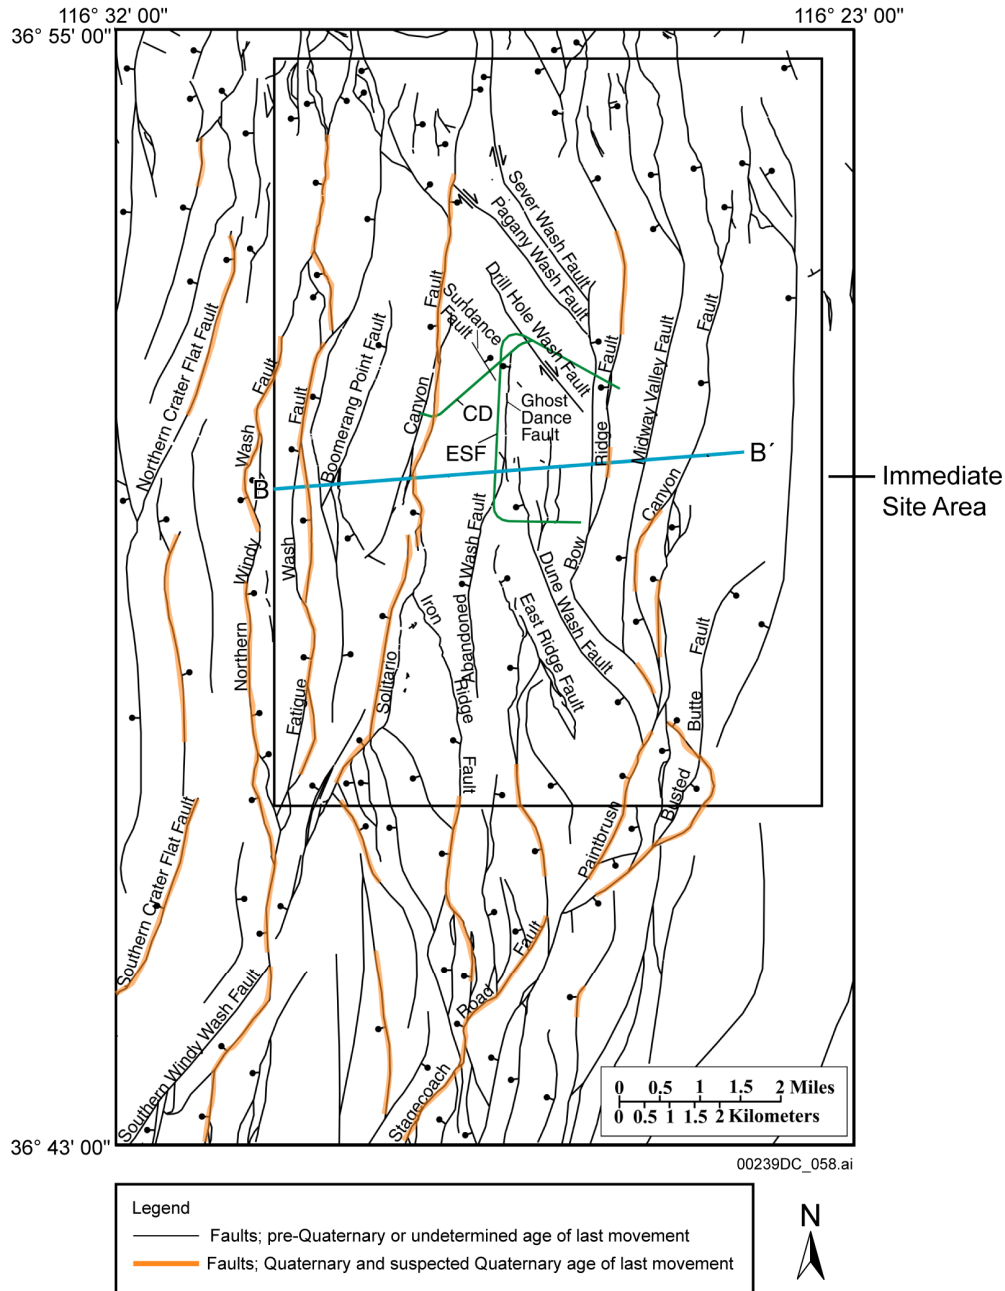 116° 32' 00"
116° 23' 00"
36° 55' 00"
Sever Wash Fault
Pagany Wash Fault
Drill Hole Wash Fault
Sundance
Fault
Northern Crater Flat Fault
Wash Fault
Fault
Boomerang Point Fault
Canyon Fault
Fault
Midway Valley Fault
Fault
Ghost
Dance
Fault
CD
ESF
Ridge
B
B´
Immediate
Site Area
Canyon
Windy
Wash
Abandoned Wash Fault
Bow
Dune Wash Fault
East Ridge Fault
Iron
Ridge
Fault
Northern
Fatigue
Solitario
Fault
Butte
Busted
Paintbrush
Southern Crater Flat Fault
Southern Windy Wash Fault
Stagecoach
Road
Fault
0 0.5 1 1.5 2 Miles
0 0.5 1 1.5 2 Kilometers
36° 43' 00"
00239DC_058.ai
Legend
Faults; pre-Quaternary or undetermined age of last movement
Faults; Quaternary and suspected Quaternary age of last movement
N